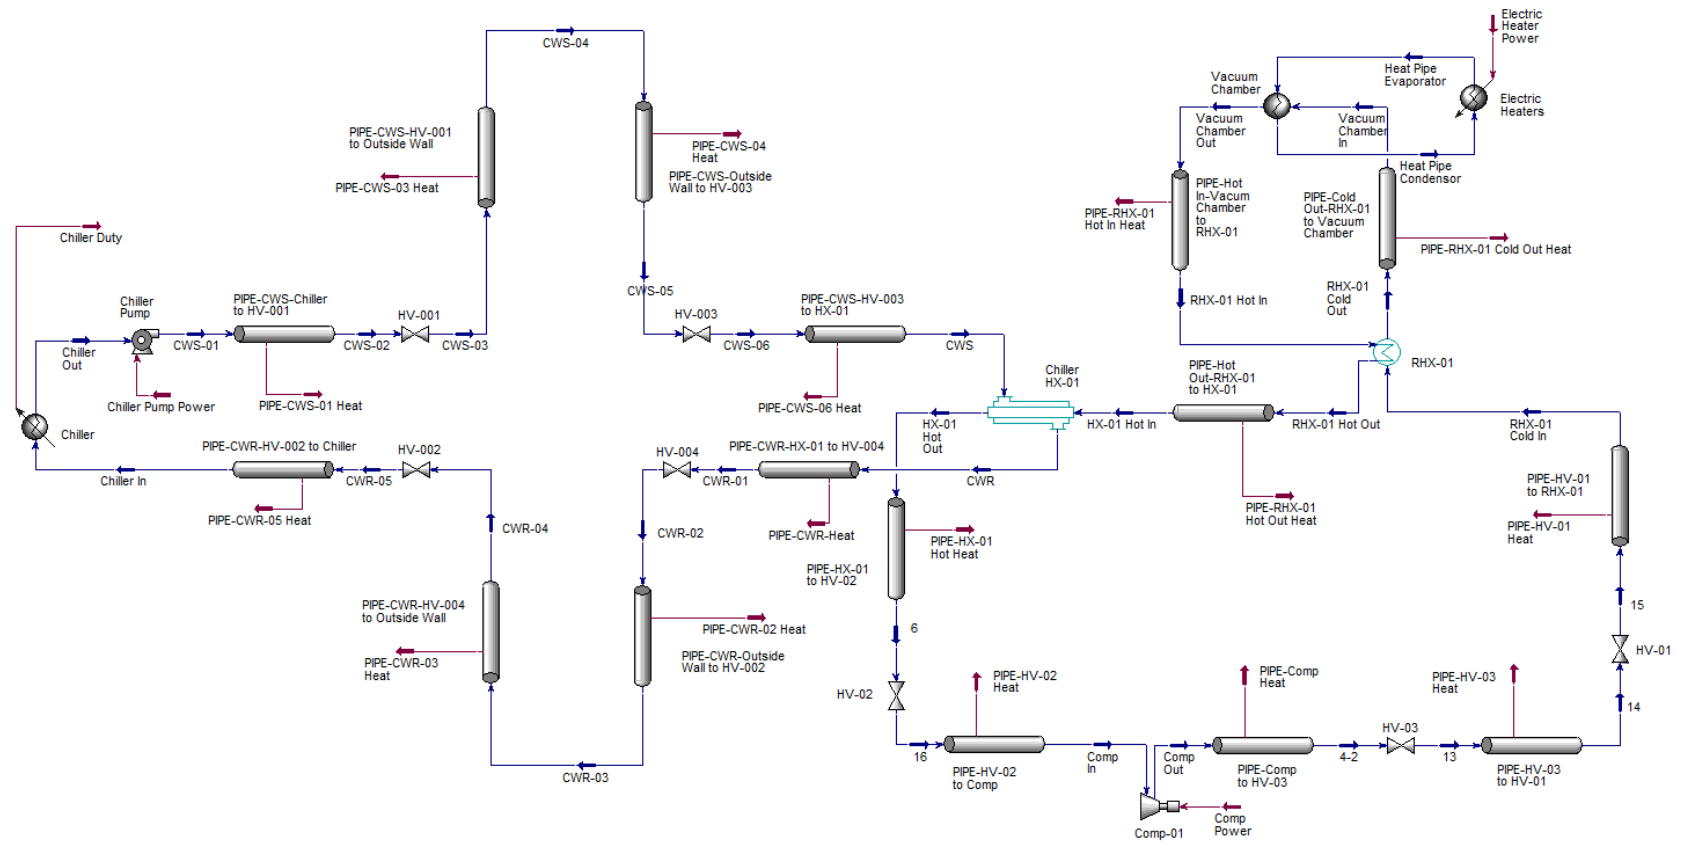 CWS-04
Electric
Heater
Power
Heat Pipe
Evaporator
Vacuum
Chamber
Electric
Heaters
Vacuum
Chamber
Out
Vacuum
Chamber
In
PIPE-CWS-HV-001
to Outside Wall
PIPE-CWS-04
Heat
PIPE-CWS-Outside
Wall to HV-003
PIPE-CWS-03 Heat
Heat Pipe
Condensor
PIPE-Hot
In-Vacum
Chamber
to
RHX-01
PIPE-RHX-01
Hot In Heat
PIPE-Cold
Out-RHX-01
to Vacuum
Chamber
PIPE-RHX-01 Cold Out Heat
Chiller Duty
CWS-05
RHX-01 Hot In
RHX-01
Cold
Out
Chiller
Pump
PIPE-CWS-Chiller
to HV-001
HV-001
HV-003
PIPE-CWS-HV-003
to HX-01
Chiller
Out
CWS-01
CWS-02
CWS-03
CWS-06
CWS
Chiller
HX-01
PIPE-Hot
Out-RHX-01
to HX-01
RHX-01
Chiller Pump Power
PIPE-CWS-01 Heat
PIPE-CWS-06 Heat
HX-01
Hot
Out
HX-01 Hot In
RHX-01 Hot Out
RHX-01
Cold In
Chiller
PIPE-CWR-HV-002 to Chiller
HV-002
HV-004
PIPE-CWR-HX-01 to HV-004
Chiller In
CWR-05
CWR-01
CWR
PIPE-HV-01
to RHX-01
PIPE-CWR-05 Heat
CWR-04
CWR-02
PIPE-CWR-Heat
PIPE-HX-01
Hot Heat
PIPE-RHX-01
Hot Out Heat
PIPE-HV-01
Heat
PIPE-HX-01
to HV-02
PIPE-CWR-HV-004
to Outside Wall
PIPE-CWR-02 Heat
6
15
PIPE-CWR-03
Heat
PIPE-CWR-Outside
Wall to HV-002
HV-01
HV-02
PIPE-HV-02
Heat
PIPE-Comp
Heat
PIPE-HV-03
Heat
14
HV-03
16
Comp
In
Comp
Out
4-2
13
CWR-03
PIPE-HV-02
to Comp
PIPE-Comp
to HV-03
PIPE-HV-03
to HV-01
Comp-01
Comp
Power